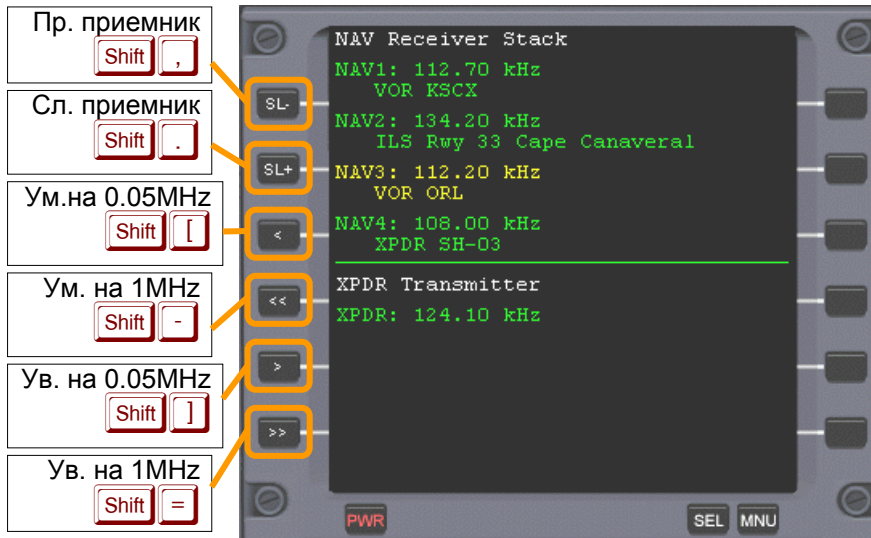 Пр. приемник
Shift ,
Сл. приемник
Shift .
Ум.на 0.05MHz
Shift [
Ум. на 1MHz
Shift -
Ув. на 0.05MHz
Shift ]
Ув. на 1MHz
Shift =
SL-
SL+
<
<<
>
>>
NAV Receiver Stack
NAV1: 112.70 kHz
VOR KSCX
NAV2: 134.20 kHz
ILS Rwy 33 Cape Canaveral
NAV3: 112.20 kHz
VOR ORL
NAV4: 108.00 kHz
XPDR SH-03
XPDR Transmitter
XPDR: 124.10 kHz
PWR
SEL MNU